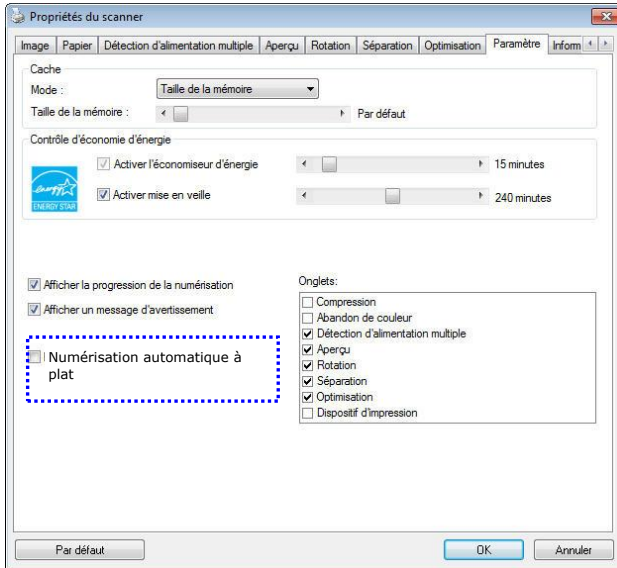 Propriétés du scanner
Image Papier Détection d'alimentation multiple Aperçu Rotation Séparation Optimisation Paramètre Inform
Cache
Mode : Taille de la mémoire
Taille de la mémoire : Par défaut
Contrôle d'économie d'énergie
Activer l'économiseur d'énergie 15 minutes
Activer mise en veille 240 minutes
energy
ENERGY STAR
Afficher la progression de la numérisation
Afficher un message d'avertissement
Numérisation automatique à
plat
Onglets:
Compression
Abandon de couleur
Détection d'alimentation multiple
Aperçu
Rotation
Séparation
Optimisation
Dispositif d'impression
Par défaut OK Annuler